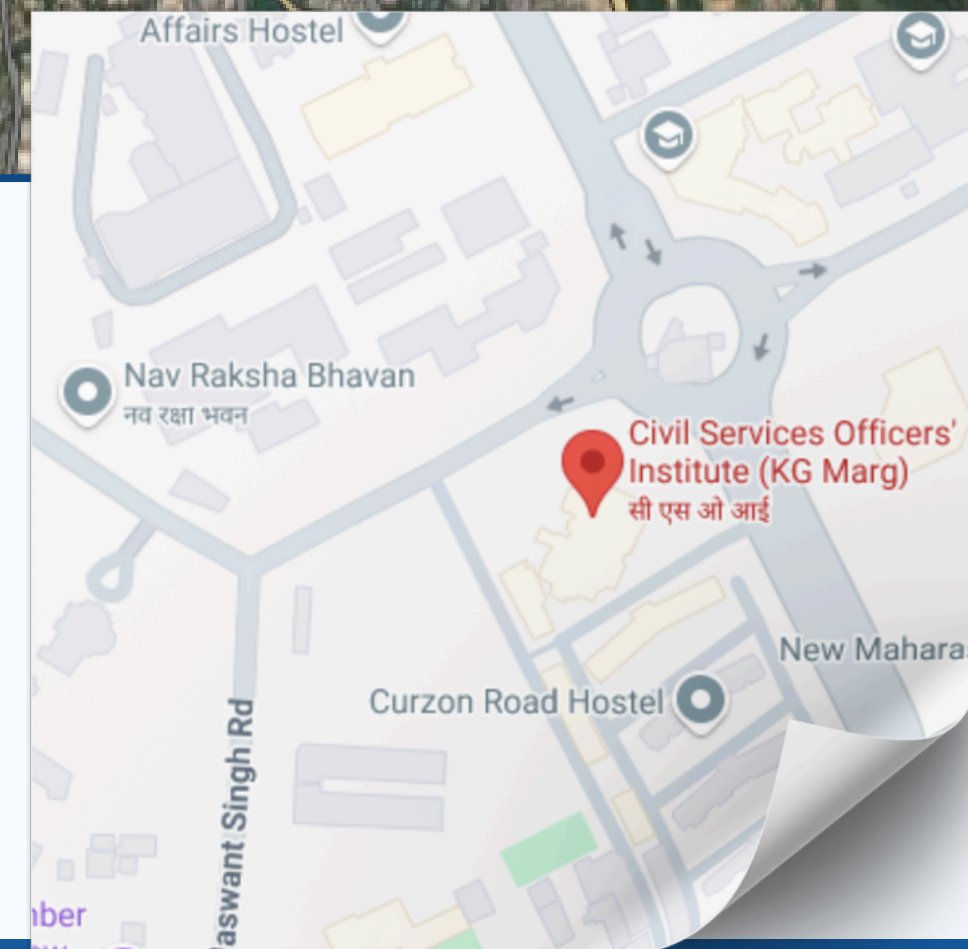 Affairs Hostel
Nav Raksha Bhavan
नव रक्षा भवन
Civil Services Officers'
Institute (KG Marg)
सी एस ओ आई
New
Curzon Road Hostel
Singh Rd